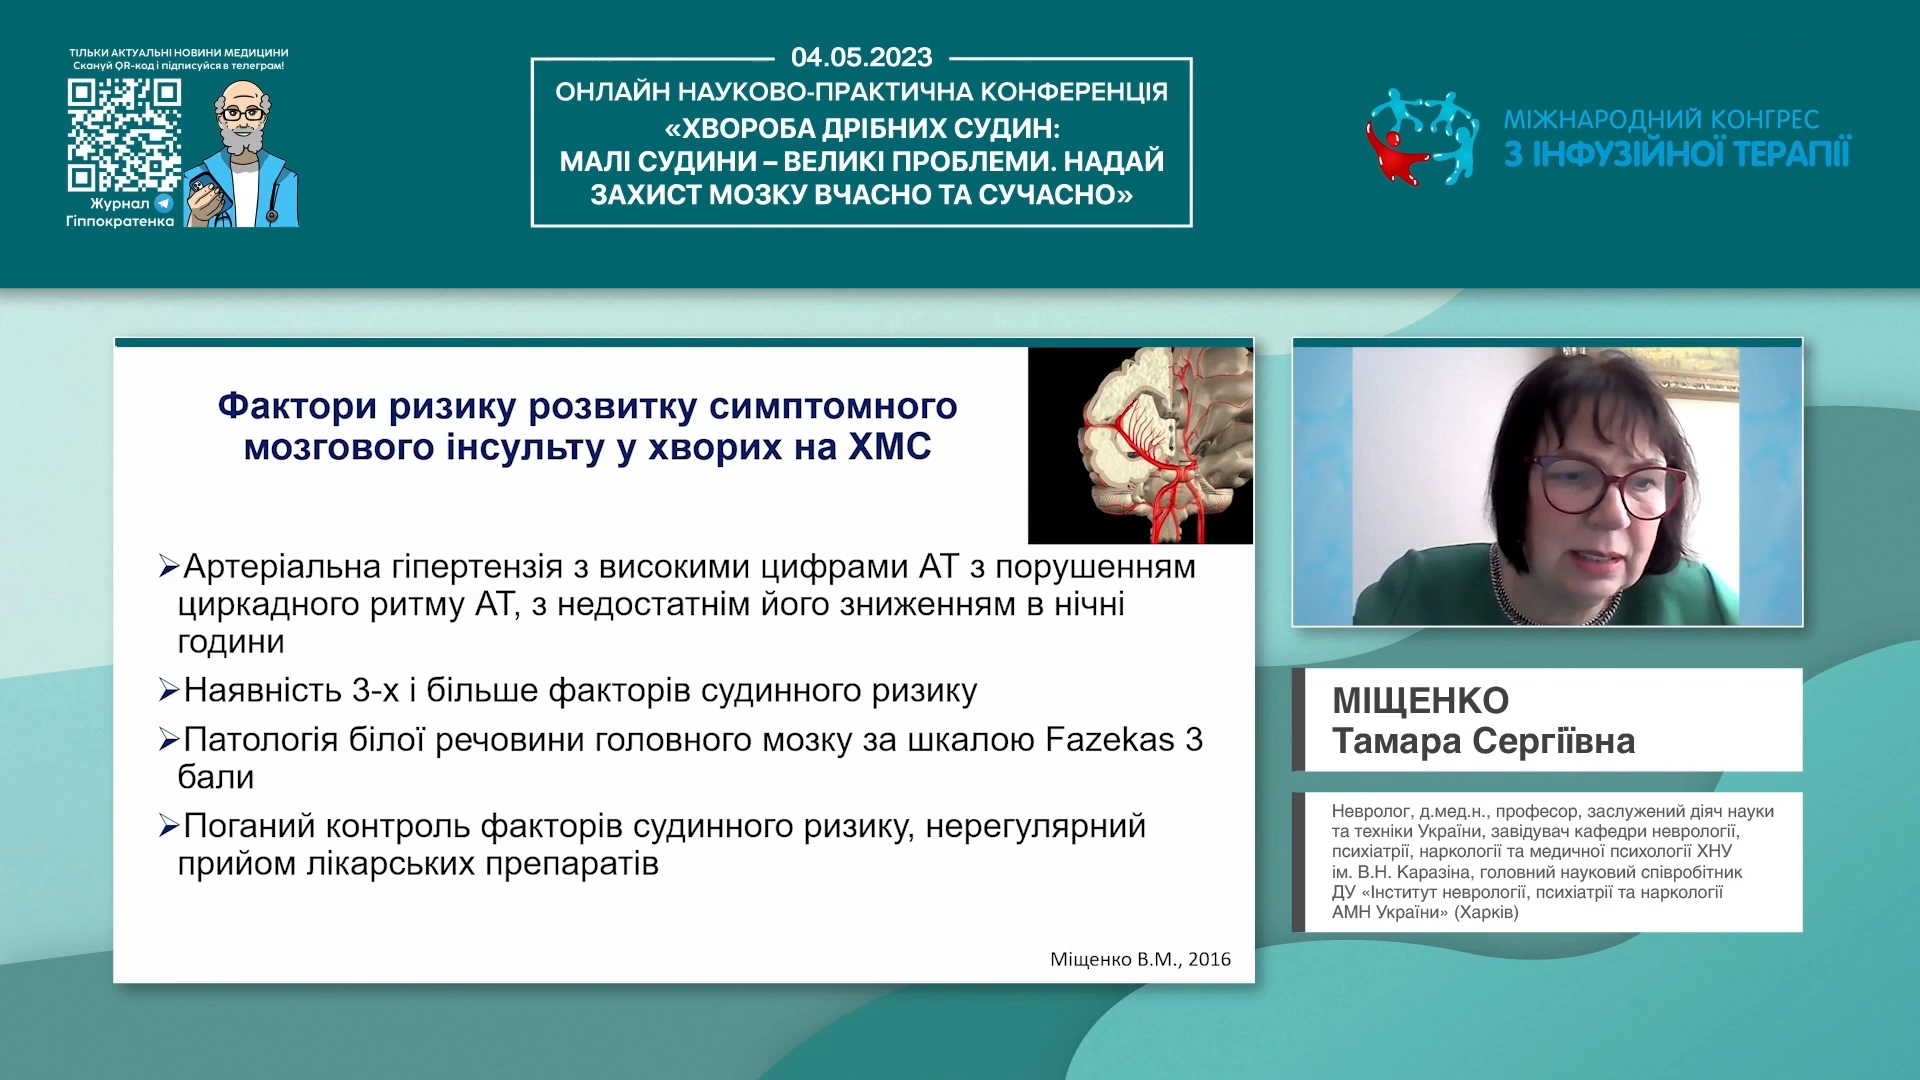 ТІЛЬКИ АКТУАЛЬНІ НОВИНИ МЕДИЦИНИ
Скануй QR-код і підписуйся в телеграм!
Журнал
Гіппократенка
04.05.2023
ОНЛАЙН НАУКОВО-ПРАКТИЧНА КОНФЕРЕНЦІЯ
«ХВОРОБА ДРІБНИХ СУДИН:
МАЛІ СУДИНИ – ВЕЛИКІ ПРОБЛЕМИ. НАДАЙ
ЗАХИСТ МОЗКУ ВЧАСНО ТА СУЧАСНО»
МІЖНАРОДНИЙ КОНГРЕС
З ІНФУЗІЙНОЇ ТЕРАПІЇ
Фактори ризику розвитку симптомного
мозгового інсульту у хворих на ХМС
Артеріальна гіпертензія з високими цифрами АТ з порушенням
циркадного ритму АТ, з недостатнім його зниженням в нічні
години
Наявність 3-х і більше факторів судинного ризику
Патологія білої речовини головного мозку за шкалою Fazekas 3
бали
Поганий контроль факторів судинного ризику, нерегулярний
прийом лікарських препаратів
Міщенко В.М., 2016
МІЩЕНКО
Тамара Сергіївна
Невролог, д.мед.н., професор, заслужений діяч науки
та техніки України, завідувач кафедри неврології,
психіатрії, наркології та медичної психології ХНУ
ім. В.Н. Каразіна, головний науковий співробітник
ДУ «Інститут неврології, психіатрії та наркології
АМН України» (Харків)